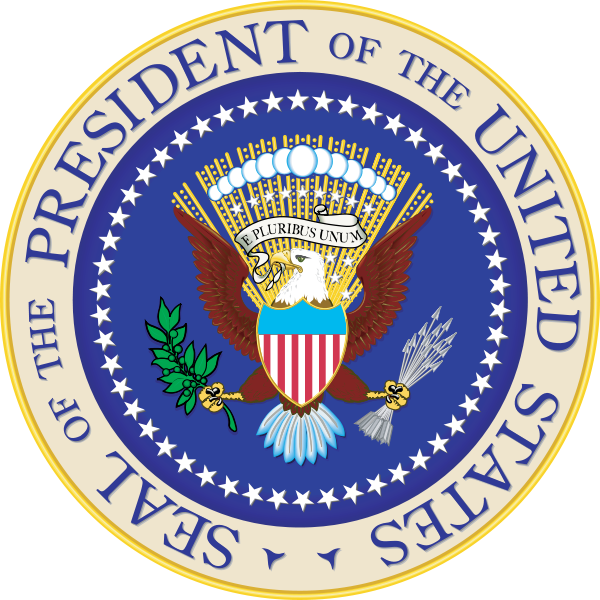 SEAL OF THE PRESIDENT OF THE UNITED STATES
E PLURIBUS UNUM